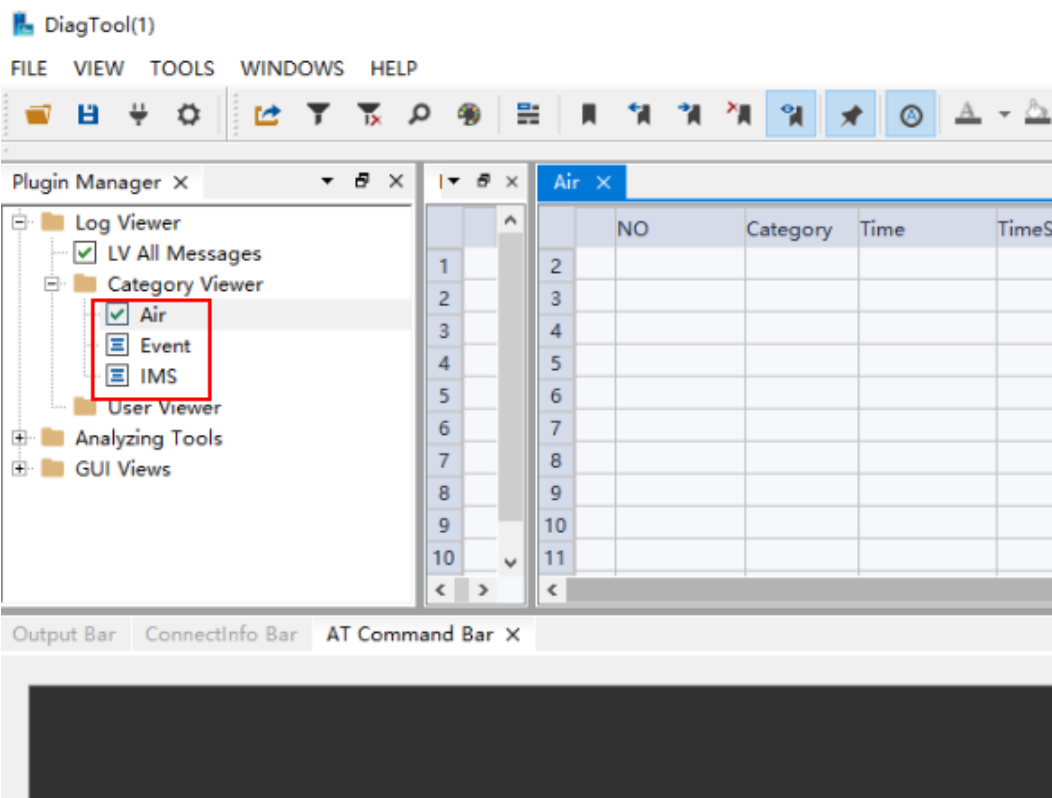 DiagTool(1)
FILE VIEW TOOLS WINDOWS HELP
Plugin Manager
Log Viewer
LV All Messages
Category Viewer
Air
Event
IMS
User Viewer
Analyzing Tools
GUI Views
1
2
3
4
5
6
7
8
9
10
Air
NO Category Time TimeS
2
3
4
5
6
7
8
9
10
11
Output Bar ConnectInfo Bar AT Command Bar